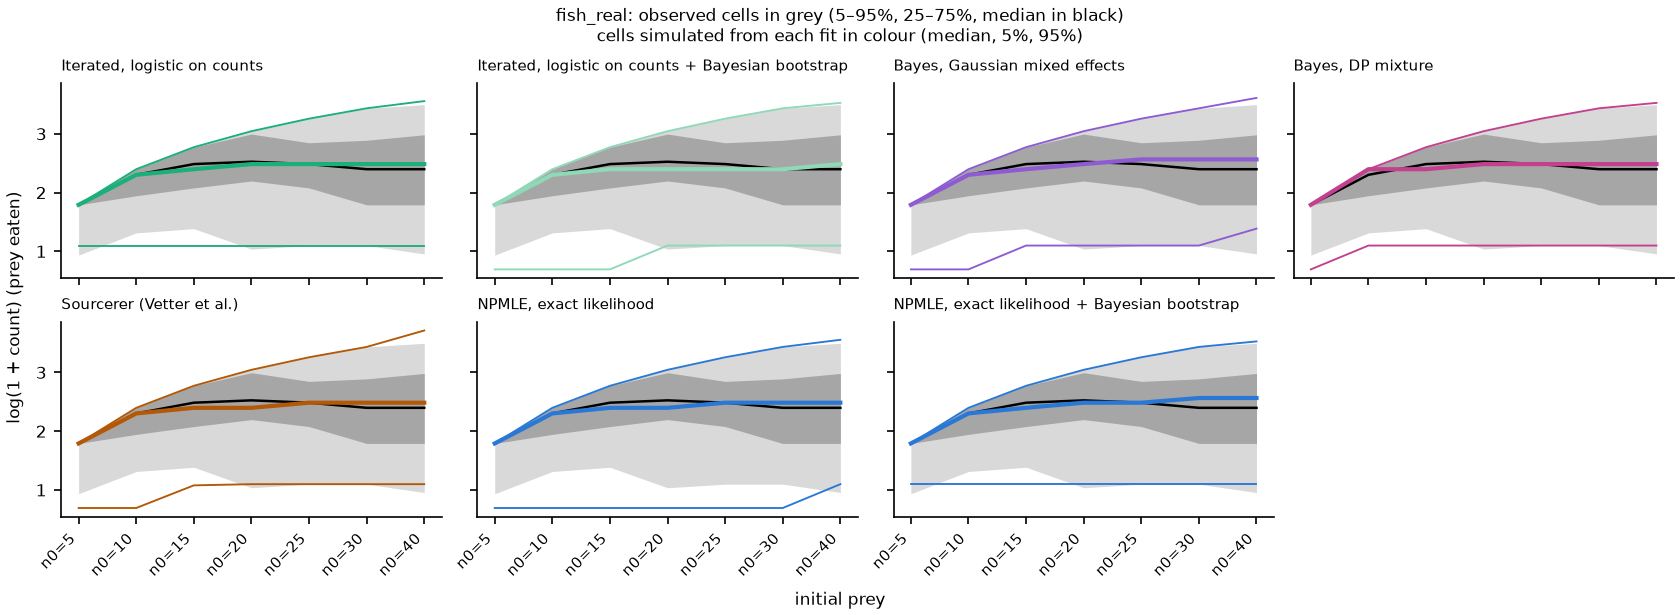 fish_real: observed cells in grey (5–95%, 25–75%, median in black)
cells simulated from each fit in colour (median, 5%, 95%)
Iterated, logistic on counts
Iterated, logistic on counts + Bayesian bootstrap
Bayes, Gaussian mixed effects
Bayes, DP mixture
3
2
1
Sourcerer (Vetter et al.)
NPMLE, exact likelihood
NPMLE, exact likelihood + Bayesian bootstrap
3
2
1
log(1 + count) (prey eaten)
n0=5
n0=10
n0=15
n0=20
n0=25
n0=30
n0=40
n0=5
n0=10
n0=15
n0=20
n0=25
n0=30
n0=40
n0=5
n0=10
n0=15
n0=20
n0=25
n0=30
n0=40
initial prey